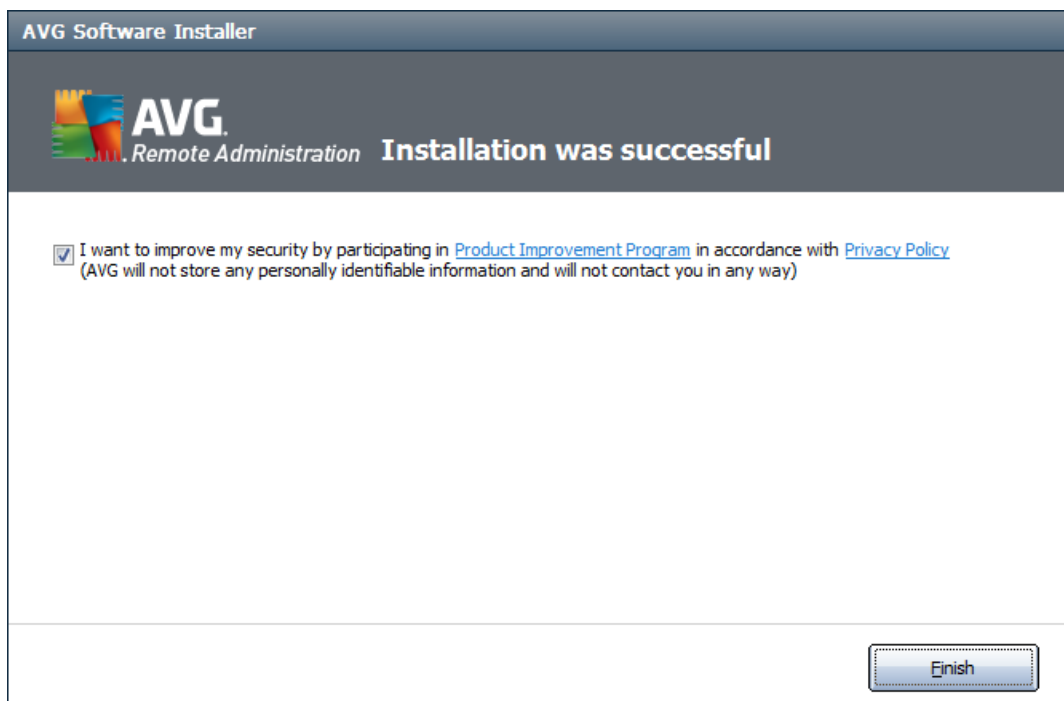 AVG Software Installer
AVG.
Remote Administration Installation was successful
I want to improve my security by participating in Product Improvement Program in accordance with Privacy Policy
(AVG will not store any personally identifiable information and will not contact you in any way)
Finish